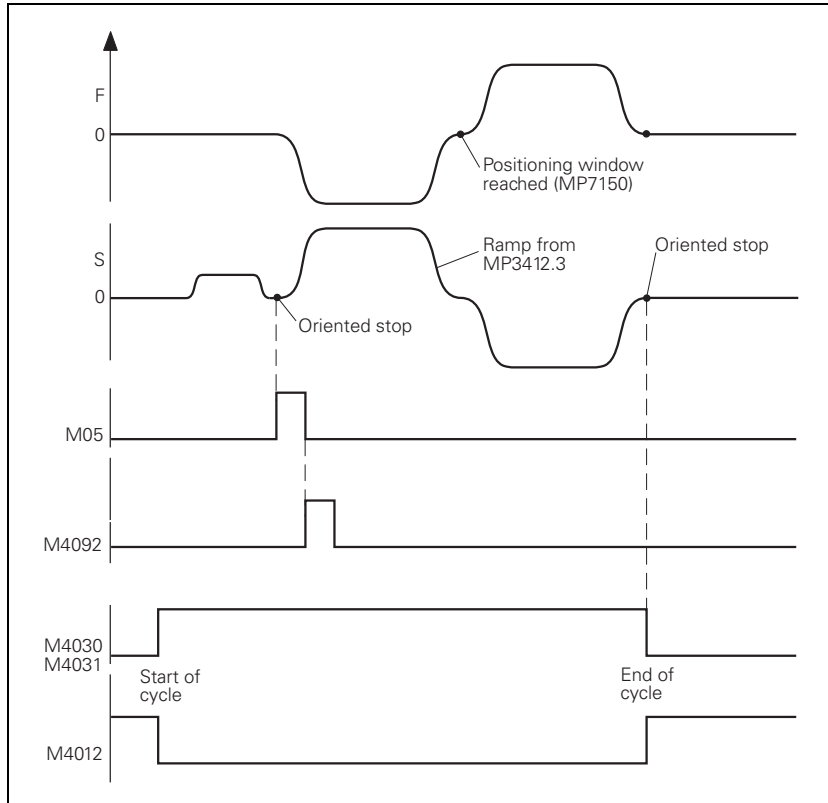 F
0
Positioning window
reached (MP7150)
S
0
Ramp from
MP3412.3
Oriented stop
Oriented stop
M05
M4092
M4030
M4031
Start of
cycle
End of
cycle
M4012